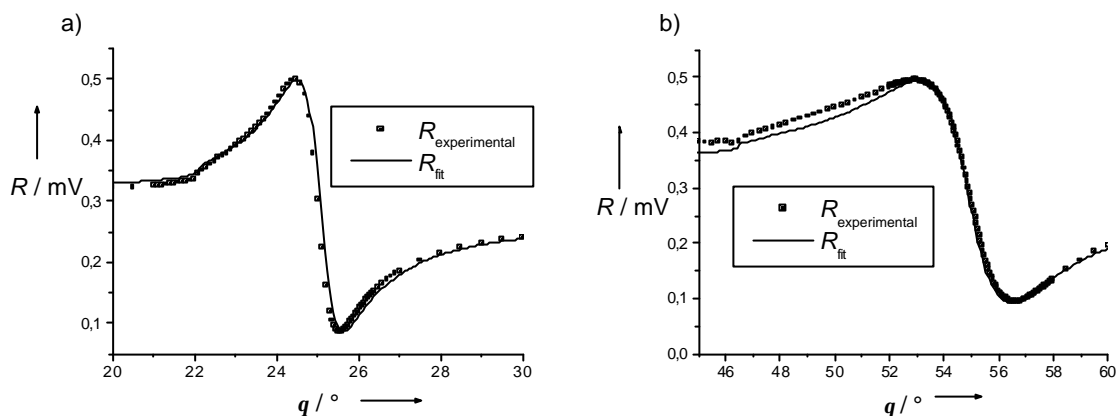 a)
0,5
0,4
0,3
0,2
0,1
R / mV
R experimental
R fit
20 22 24 26 28 30
q / °
b)
0,5
0,4
0,3
0,2
0,1
0,0
R / mV
R experimental
R fit
46 48 50 52 54 56 58 60
q / °